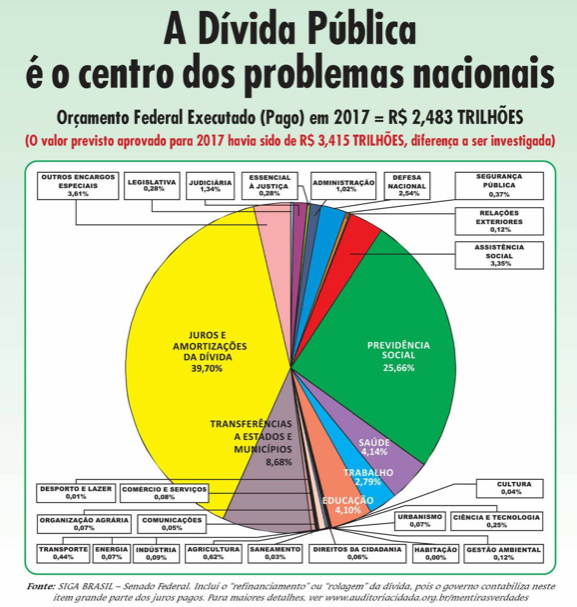 A Dívida Pública
é o centro dos problemas nacionais
Orçamento Federal Executado (Pago) em 2017 = R$ 2,483 TRILHÕES
(O valor previsto aprovado para 2017 havia sido de R$ 3,415 TRILHÕES, diferença a ser investigada)
OUTROS ENCARGOS
ESPECIAIS
3,61%
LEGISLATIVA
0,28%
JUDICIÁRIA
1,34%
ESSENCIAL
À JUSTIÇA
0,28%
ADMINISTRAÇÃO
1,02%
DEFESA
NACIONAL
2,54%
SEGURANÇA
PÚBLICA
0,37%
RELAÇÕES
EXTERIORES
0,12%
ASSISTÊNCIA
SOCIAL
3,35%
JUROS E
AMORTIZAÇÕES
DA DÍVIDA
39,70%
PREVIDÊNCIA
SOCIAL
25,66%
TRANSFERÊNCIAS
A ESTADOS E
MUNICÍPIOS
8,68%
SAÚDE
4,14%
TRABALHO
2,79%
EDUCAÇÃO
4,10%
DESPORTO E LAZER
0,01%
COMÉRCIO E SERVIÇOS
0,08%
CULTURA
0,04%
ORGANIZAÇÃO AGRÁRIA
0,07%
COMUNICAÇÕES
0,05%
URBANISMO
0,07%
CIÊNCIA E TECNOLOGIA
0,25%
TRANSPORTE
0,44%
ENERGIA
0,07%
INDÚSTRIA
0,09%
AGRICULTURA
0,62%
SANEAMENTO
0,03%
DIREITOS DA CIDADANIA
0,06%
HABITAÇÃO
0,00%
GESTÃO AMBIENTAL
0,12%
Fonte: SIGA BRASIL – Senado Federal. Inclui o "refinanciamento" ou "rolagem" da dívida, pois o governo contabiliza neste
item grande parte dos juros pagos. Para maiores detalhes, ver www.auditoriacidada.org.br/mentirasverdades